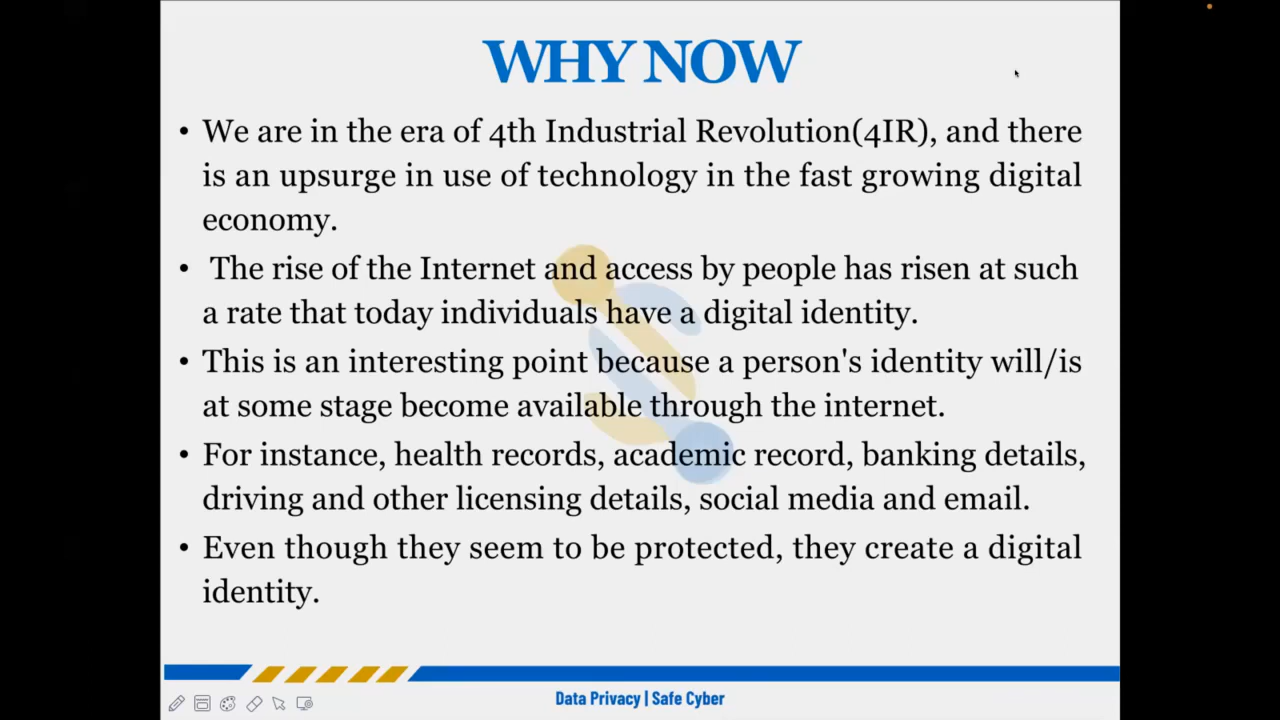 WHY NOW
• We are in the era of 4th Industrial Revolution(4IR), and there
is an upsurge in use of technology in the fast growing digital
economy.
• The rise of the Internet and access by people has risen at such
a rate that today individuals have a digital identity.
• This is an interesting point because a person's identity will/is
at some stage become available through the internet.
• For instance, health records, academic record, banking details,
driving and other licensing details, social media and email.
• Even though they seem to be protected, they create a digital
identity.
Data Privacy | Safe Cyber